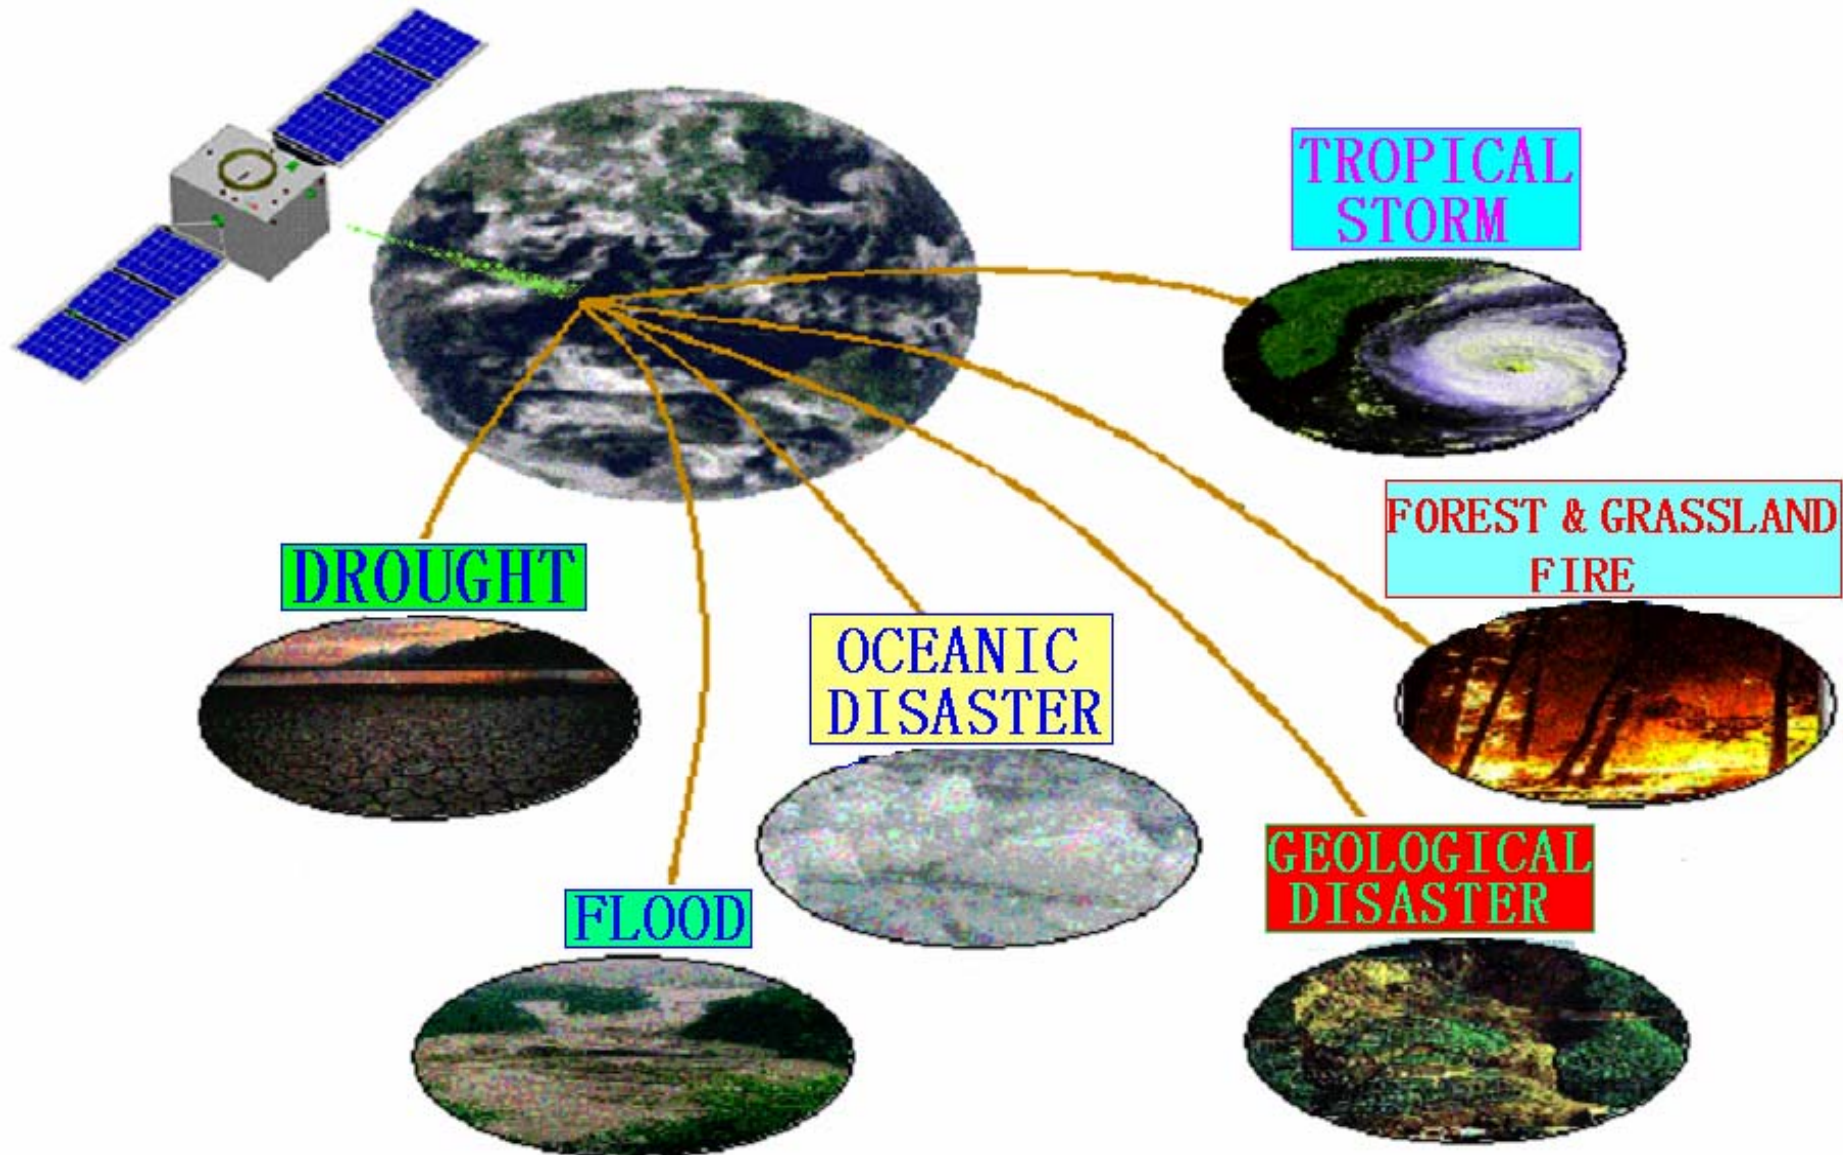 TROPICAL
STORM
FOREST & GRASSLAND
FIRE
DROUGHT
OCEANIC
DISASTER
GEOLOGICAL
DISASTER
FLOOD